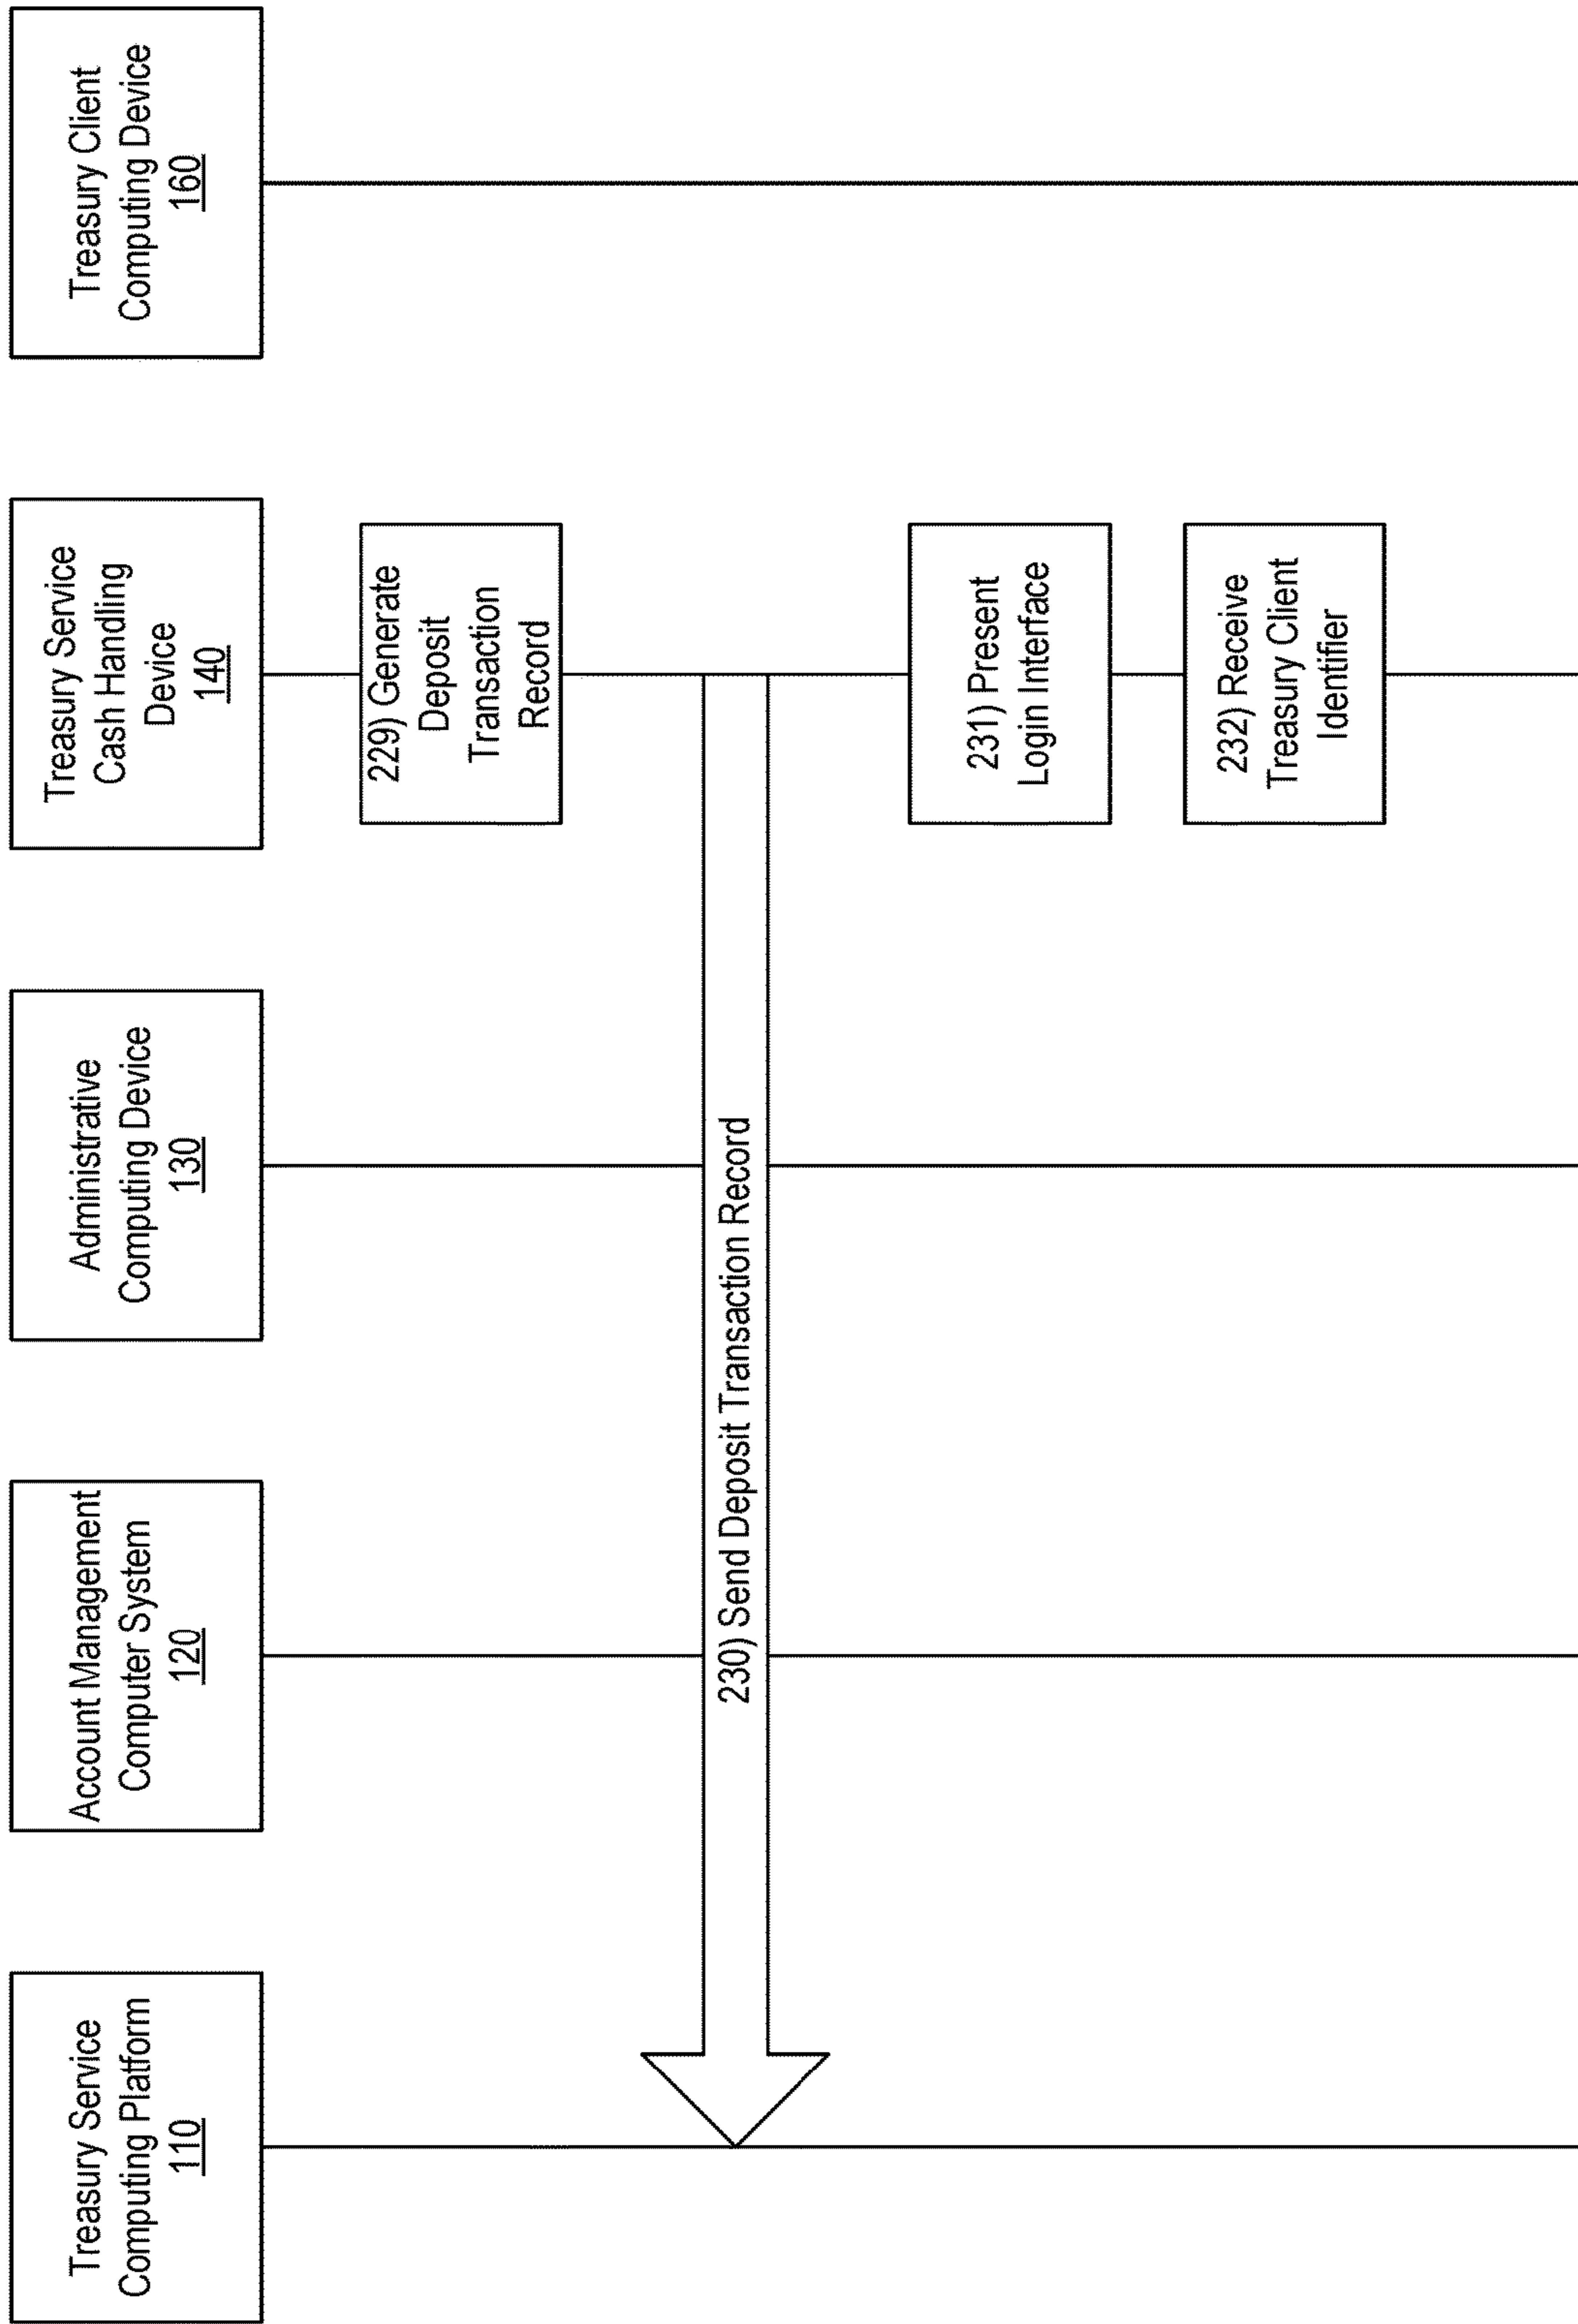 Treasury Service
Computing Platform
110
Account Management
Computer System
120
Administrative
Computing Device
130
Treasury Service
Cash Handling
Device
140
Treasury Client
Computing Device
160
229) Generate
Deposit
Transaction
Record
230) Send Deposit Transaction Record
231) Present
Login Interface
232) Receive
Treasury Client
Identifier